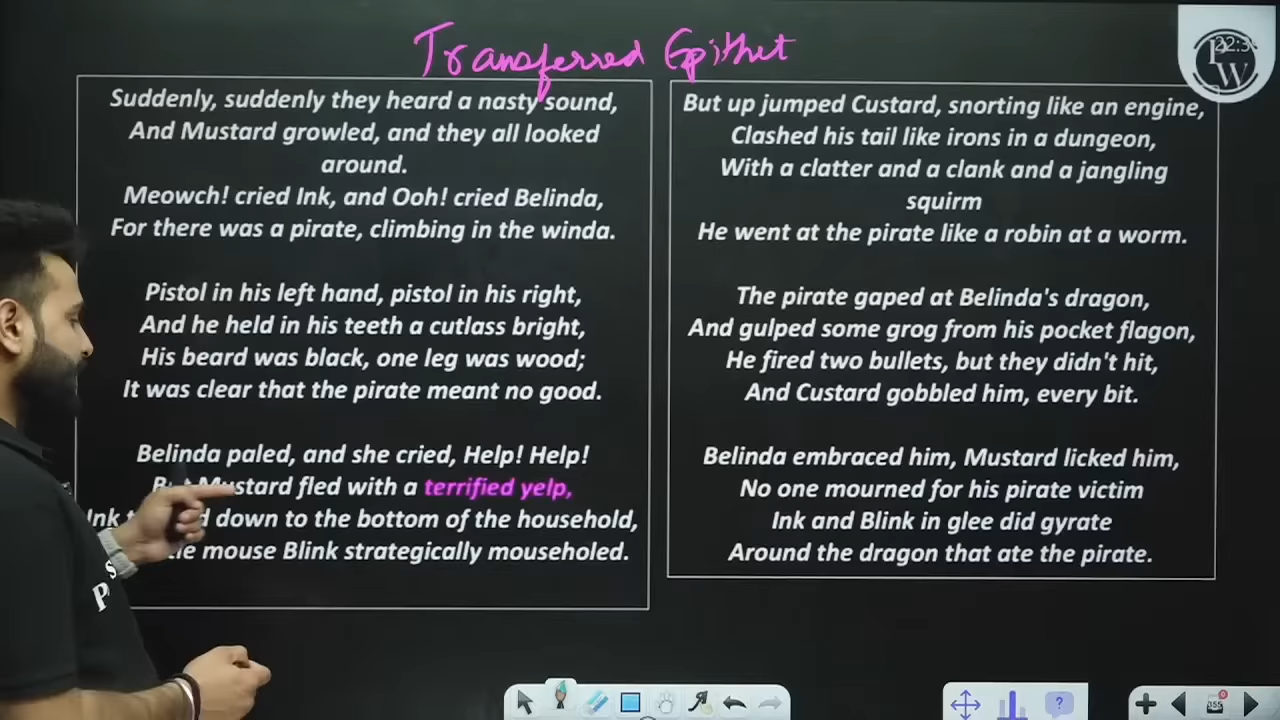 Transferred Epithet
Suddenly, suddenly they heard a nasty sound,
And Mustard growled, and they all looked
around.
Meowch! cried Ink, and Ooh! cried Belinda,
For there was a pirate, climbing in the winda.
Pistol in his left hand, pistol in his right,
And he held in his teeth a cutlass bright,
His beard was black, one leg was wood;
It was clear that the pirate meant no good.
Belinda paled, and she cried, Help! Help!
Mustard fled with a terrified yelp,
Ink down to the bottom of the household,
mouse Blink strategically mouseholed.
But up jumped Custard, snorting like an engine,
Clashed his tail like irons in a dungeon,
With a clatter and a clank and a jangling
squirm
He went at the pirate like a robin at a worm.
The pirate gaped at Belinda's dragon,
And gulped some grog from his pocket flagon,
He fired two bullets, but they didn't hit,
And Custard gobbled him, every bit.
Belinda embraced him, Mustard licked him,
No one mourned for his pirate victim
Ink and Blink in glee did gyrate
Around the dragon that ate the pirate.
PW